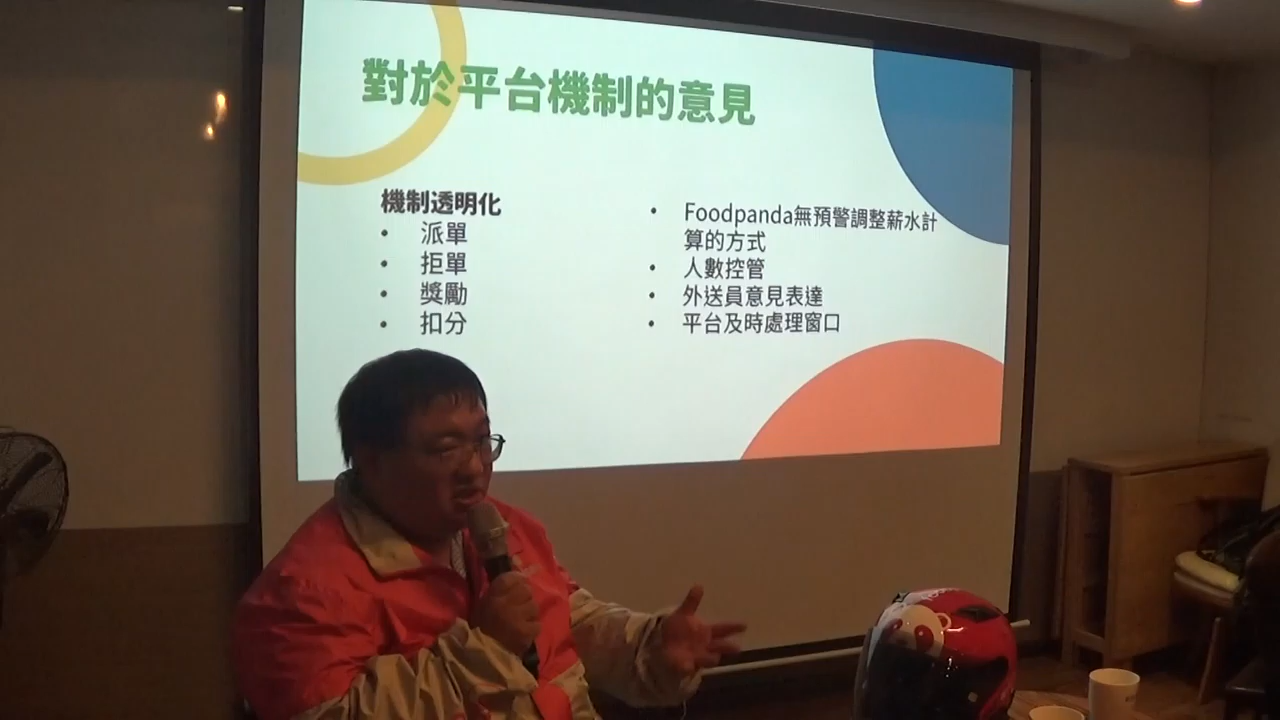 對於平台機制的意見
機制透明化
• 派單
• 拒單
• 獎勵
• 扣分
• Foodpanda無預警調整薪水計
算的方式
• 人數控管
• 外送員意見表達
• 平台及時處理窗口